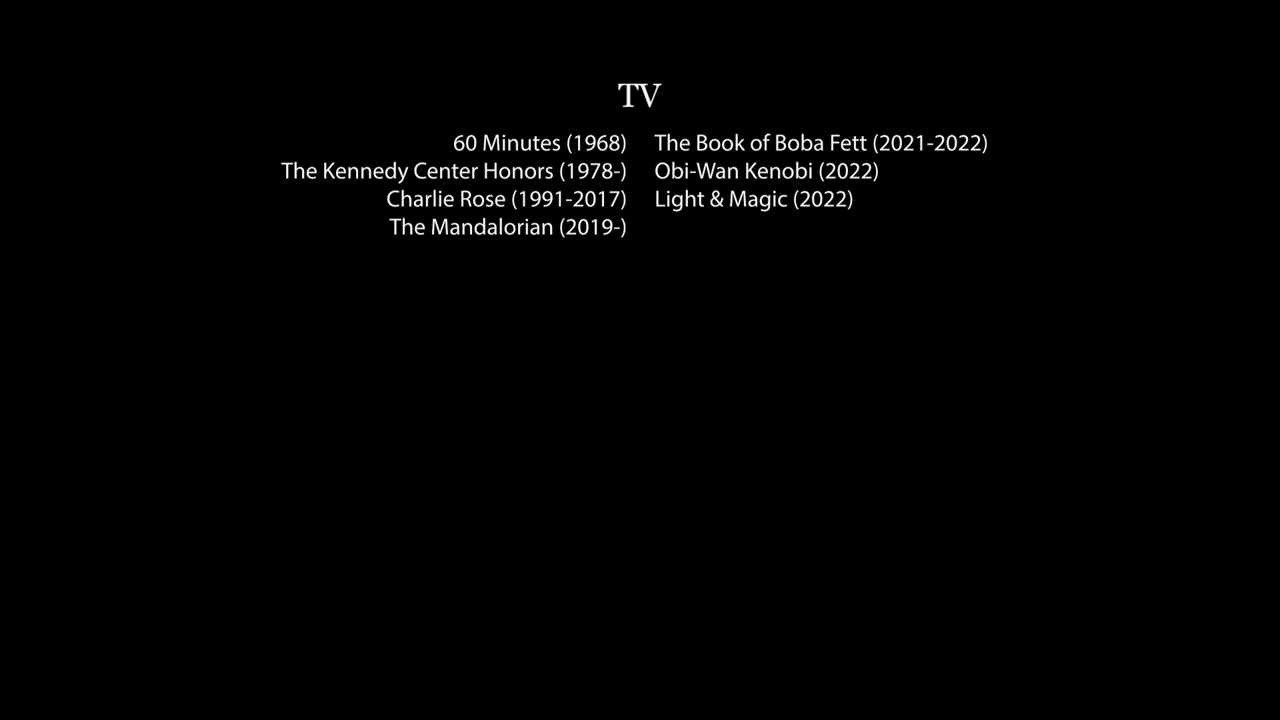 TV
60 Minutes (1968)
The Kennedy Center Honors (1978-)
Charlie Rose (1991-2017)
The Mandalorian (2019-)
The Book of Boba Fett (2021-2022)
Obi-Wan Kenobi (2022)
Light & Magic (2022)